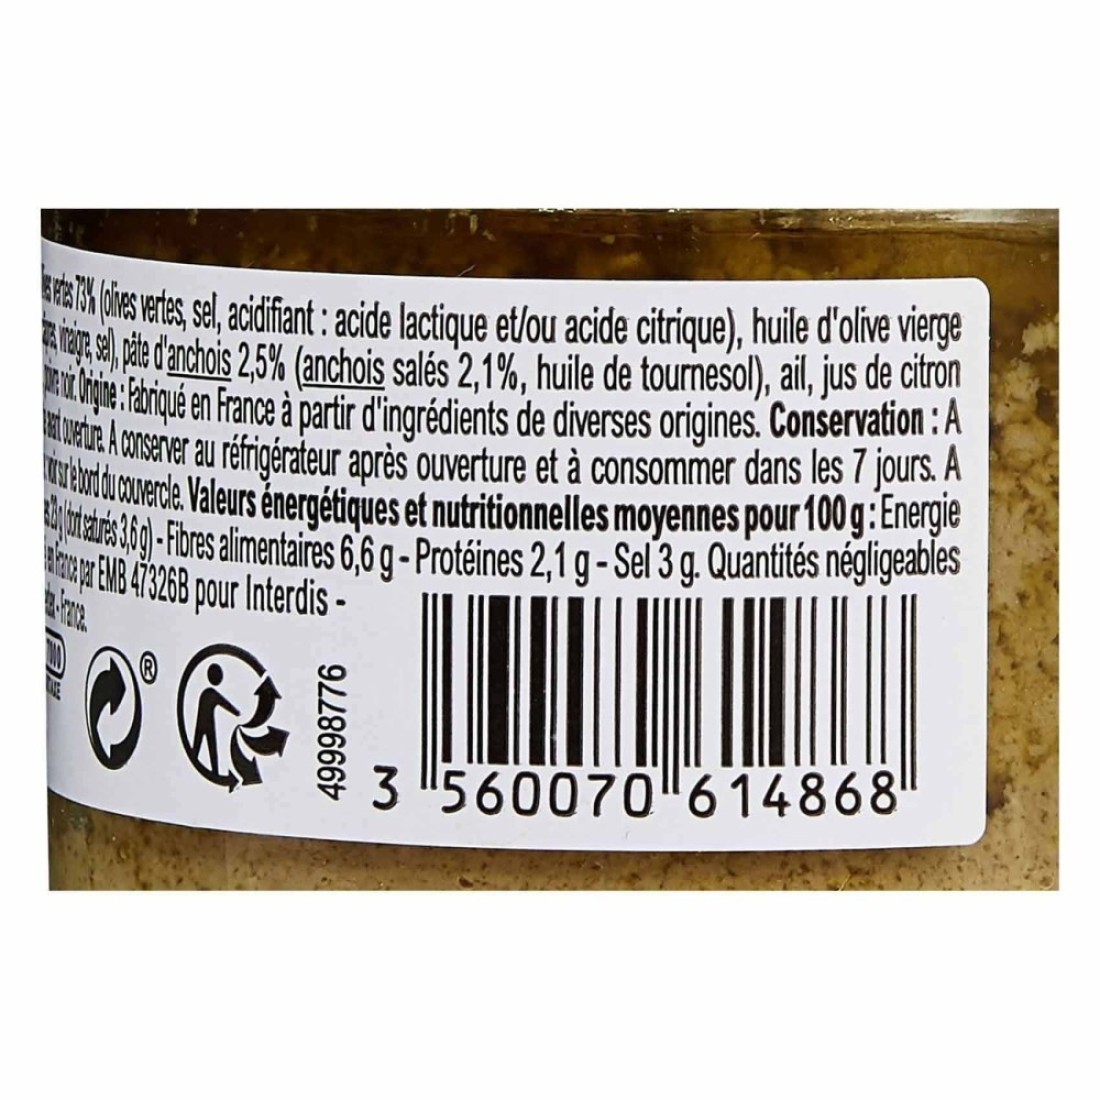 vertes 73% (olives vertes, sel, acidifiant : acide lactique et/ou acide citrique), huile d'olive vierge
vinaigre, sel), pâte d'anchois 2,5% (anchois salés 2,1%, huile de tournesol), ail, jus de citron
poivre noir. Origine : Fabriqué en France à partir d'ingrédients de diverses origines. Conservation : A
avant ouverture. A conserver au réfrigérateur après ouverture et à consommer dans les 7 jours. A
voir sur le bord du couvercle. Valeurs énergétiques et nutritionnelles moyennes pour 100 g : Energie
23 g (dont saturés 3,6 g) - Fibres alimentaires 6,6 g - Protéines 2,1 g - Sel 3 g. Quantités négligeables
en France par EMB 47326B pour Interdis -
- France.
®
49998776
3 560070 614868